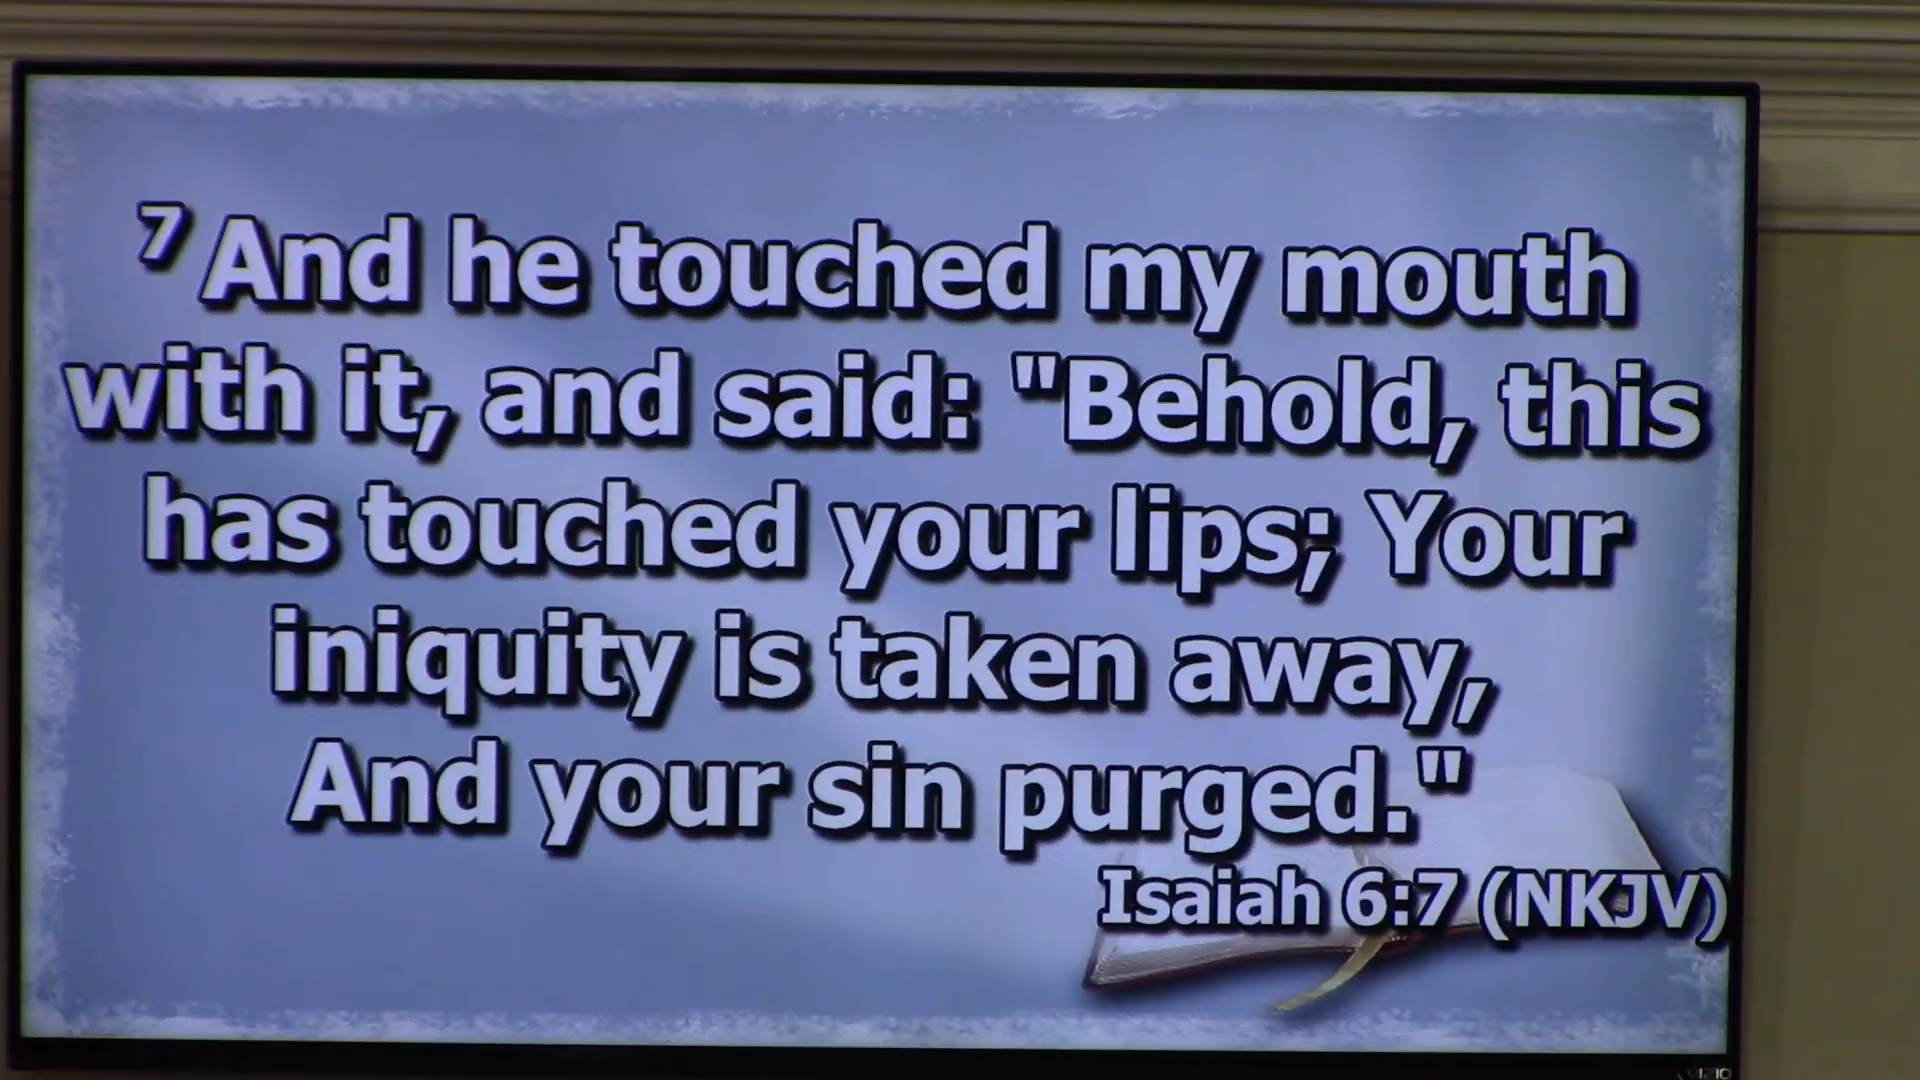 7 And he touched my mouth
with it, and said: "Behold, this
has touched your lips; Your
iniquity is taken away,
And your sin purged."
Isaiah 6:7 (NKJV)
VIZIO